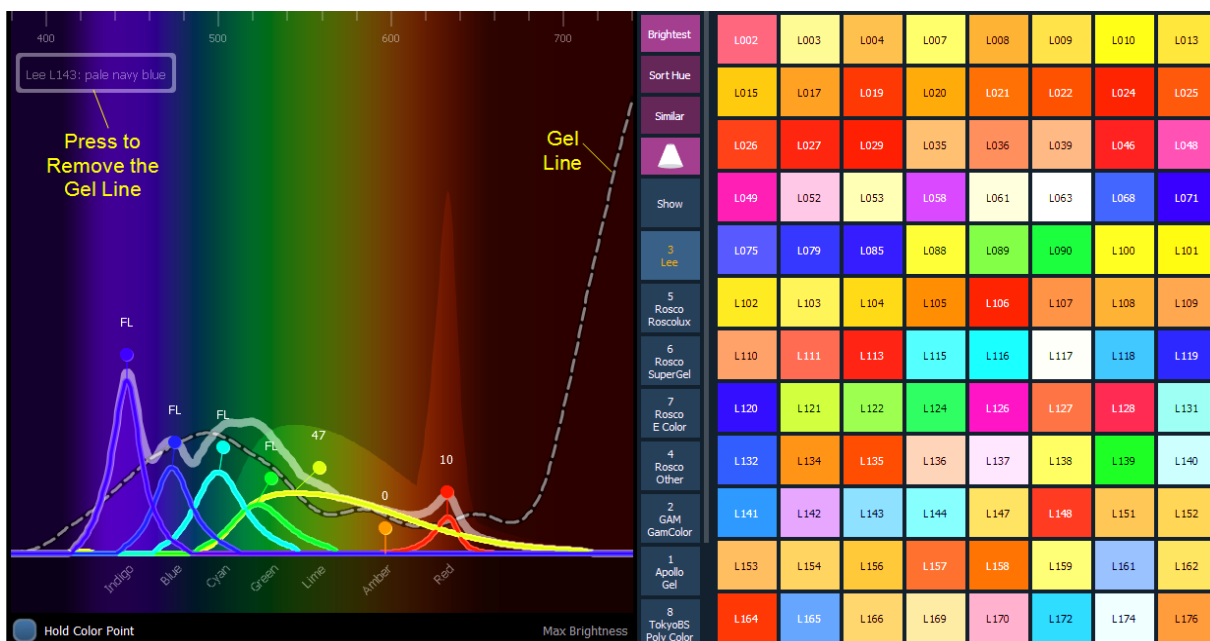 400 500 600 700
Lee L143: pale navy blue
Press to
Remove the
Gel Line
Gel
Line
FL
FL
FL
FL
47
0
10
Indigo Blue Cyan Green Lime Amber Red
Hold Color Point
Max Brightness
Brightest
Sort Hue
Similar
Show
3
Lee
5
Rosco
Roscolux
6
Rosco
SuperGel
7
Rosco
E Color
4
Rosco
Other
2
GAM
GamColor
1
Apollo
Gel
8
TokyoBS
Poly Color
L002 L003 L004 L007 L008 L009 L010 L013
L015 L017 L019 L020 L021 L022 L024 L025
L026 L027 L029 L035 L036 L039 L046 L048
L049 L052 L053 L058 L061 L063 L068 L071
L075 L079 L085 L088 L089 L090 L100 L101
L102 L103 L104 L105 L106 L107 L108 L109
L110 L111 L113 L115 L116 L117 L118 L119
L120 L121 L122 L124 L126 L127 L128 L131
L132 L134 L135 L136 L137 L138 L139 L140
L141 L142 L143 L144 L147 L148 L151 L152
L153 L154 L156 L157 L158 L159 L161 L162
L164 L165 L166 L169 L170 L172 L174 L176